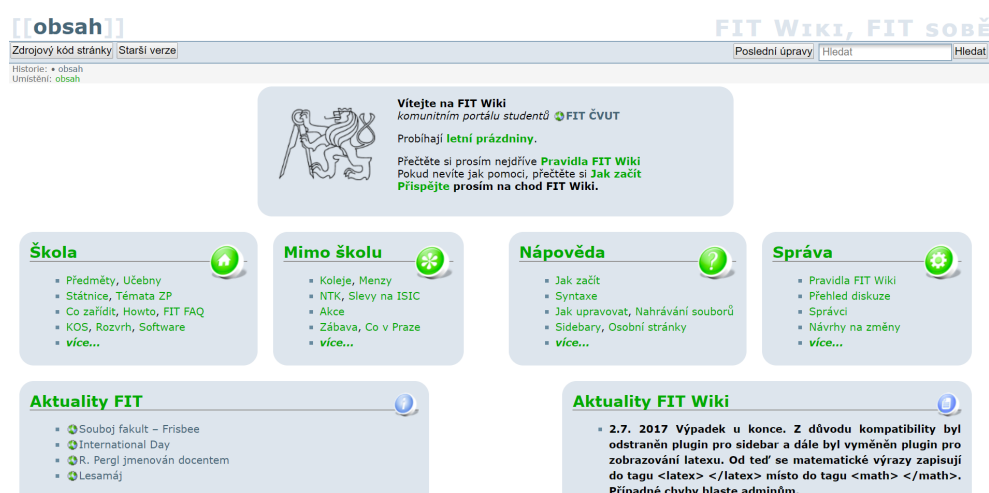 [[obsah]]
FIT Wiki, FIT sobě
Zdrojový kód stránky Starší verze
Poslední úpravy Hledat Hledat
Historie: • obsah
Umístění: obsah
Vítejte na FIT Wiki
komunitním portálu studentů FIT ČVUT
Probíhají letní prázdniny.
Přečtěte si prosím nejdříve Pravidla FIT Wiki
Pokud nevíte jak pomoci, přečtěte si Jak začít
Přispějte prosím na chod FIT Wiki.
Škola
Předměty, Učebny
Státnice, Témata ZP
Co zařídit, Howto, FIT FAQ
KOS, Rozvrh, Software
více...
Mimo školu
Koleje, Menzy
NTK, Slevy na ISIC
Akce
Zábava, Co v Praze
více...
Nápověda
Jak začít
Syntaxe
Jak upravovat, Nahrávání souborů
Sidebary, Osobní stránky
více...
Správa
Pravidla FIT Wiki
Přehled diskuze
Správci
Návrhy na změny
více...
Aktuality FIT
Souboj fakult – Frisbee
International Day
R. Pergl jmenován docentem
Lesamáj
Aktuality FIT Wiki
2.7. 2017 Výpadek u konce. Z důvodu kompatibility byl
odstraněn plugin pro sidebar a dále byl vyměněn plugin pro
zobrazování latexu. Od teď se matematické výrazy zapisují
do tagu <latex> </latex> místo do tagu <math> </math>.
Případné chyby hlaste adminům.